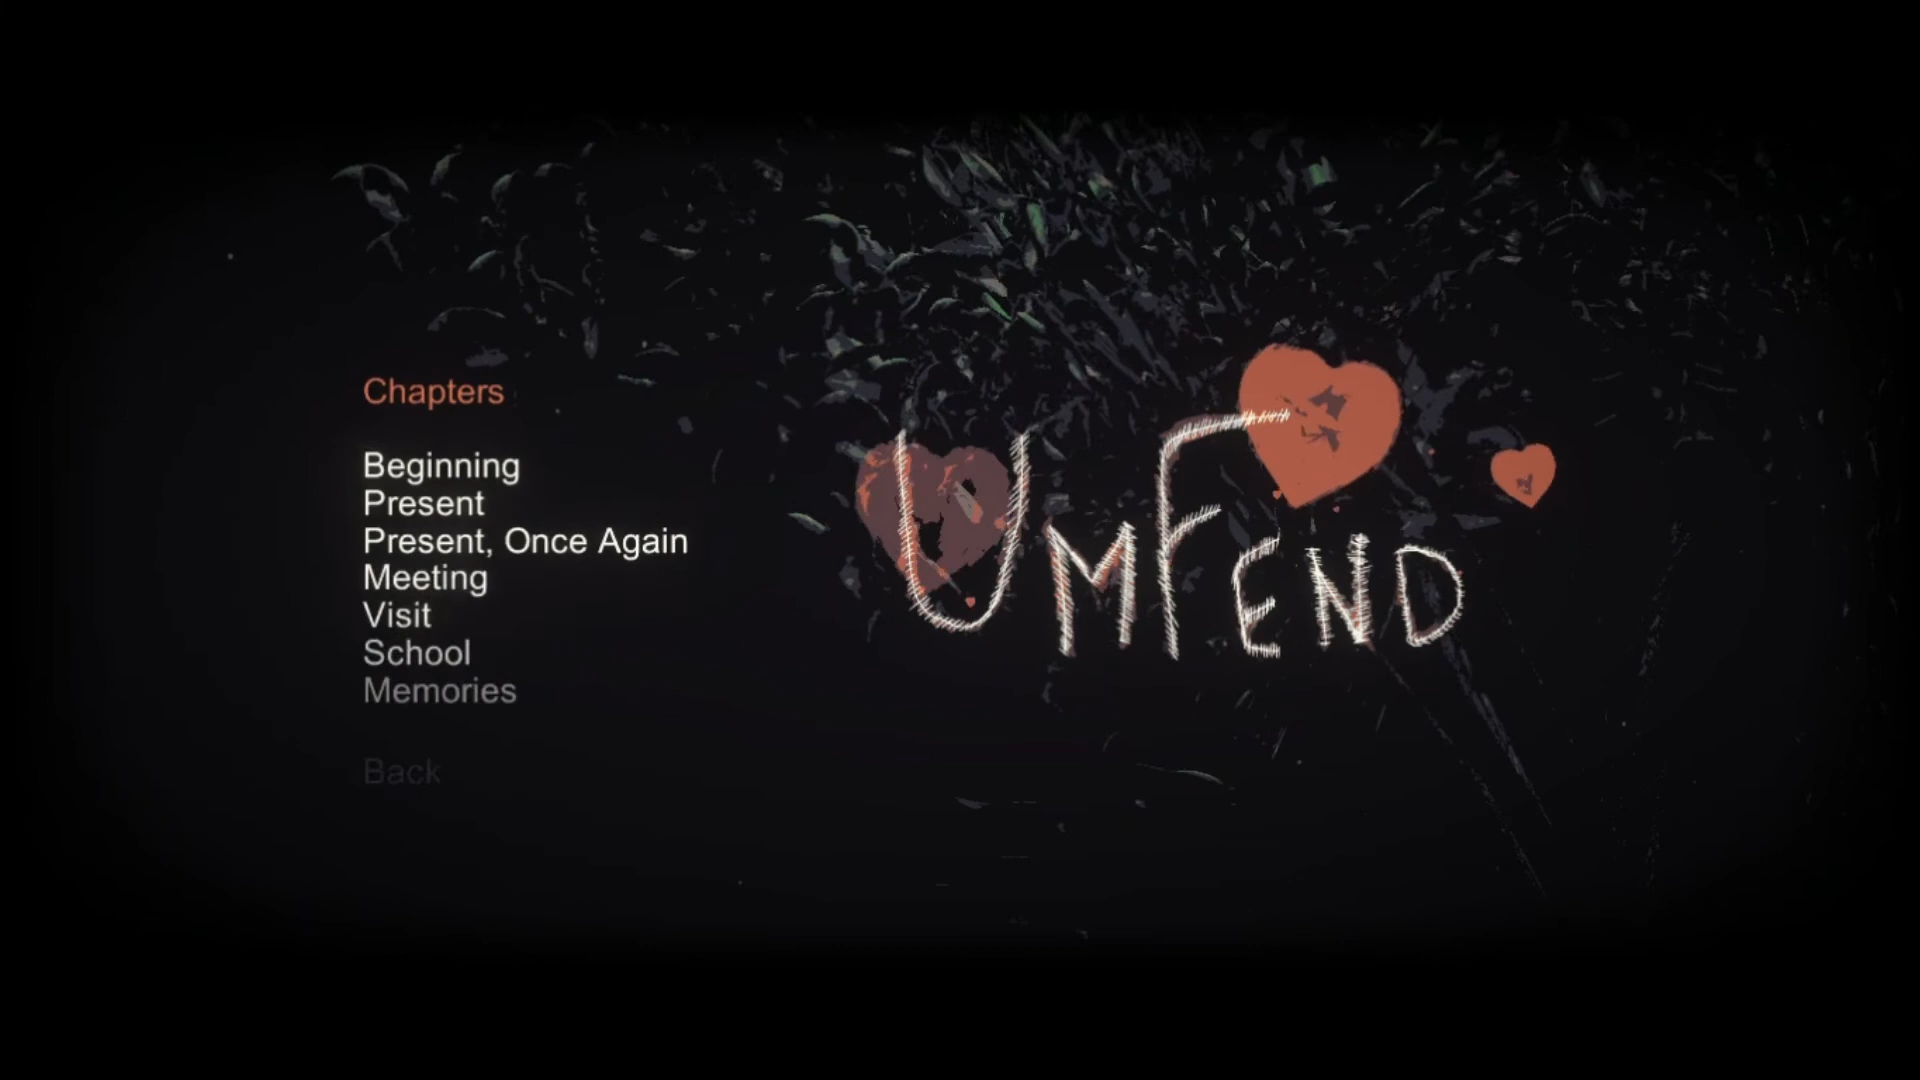 Chapters
Beginning
Present
Present, Once Again
Meeting
Visit
School
Memories
Back
UMFEND